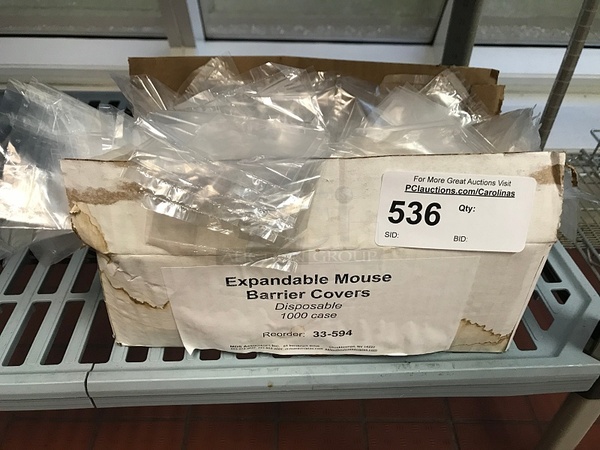 For More Great Auctions Visit
PCIauctions.com/Carolinas
536 Qty:
SID: BID:
GROUP
Expandable Mouse
Barrier Covers
Disposable
1000 case
Reorder: 33-594